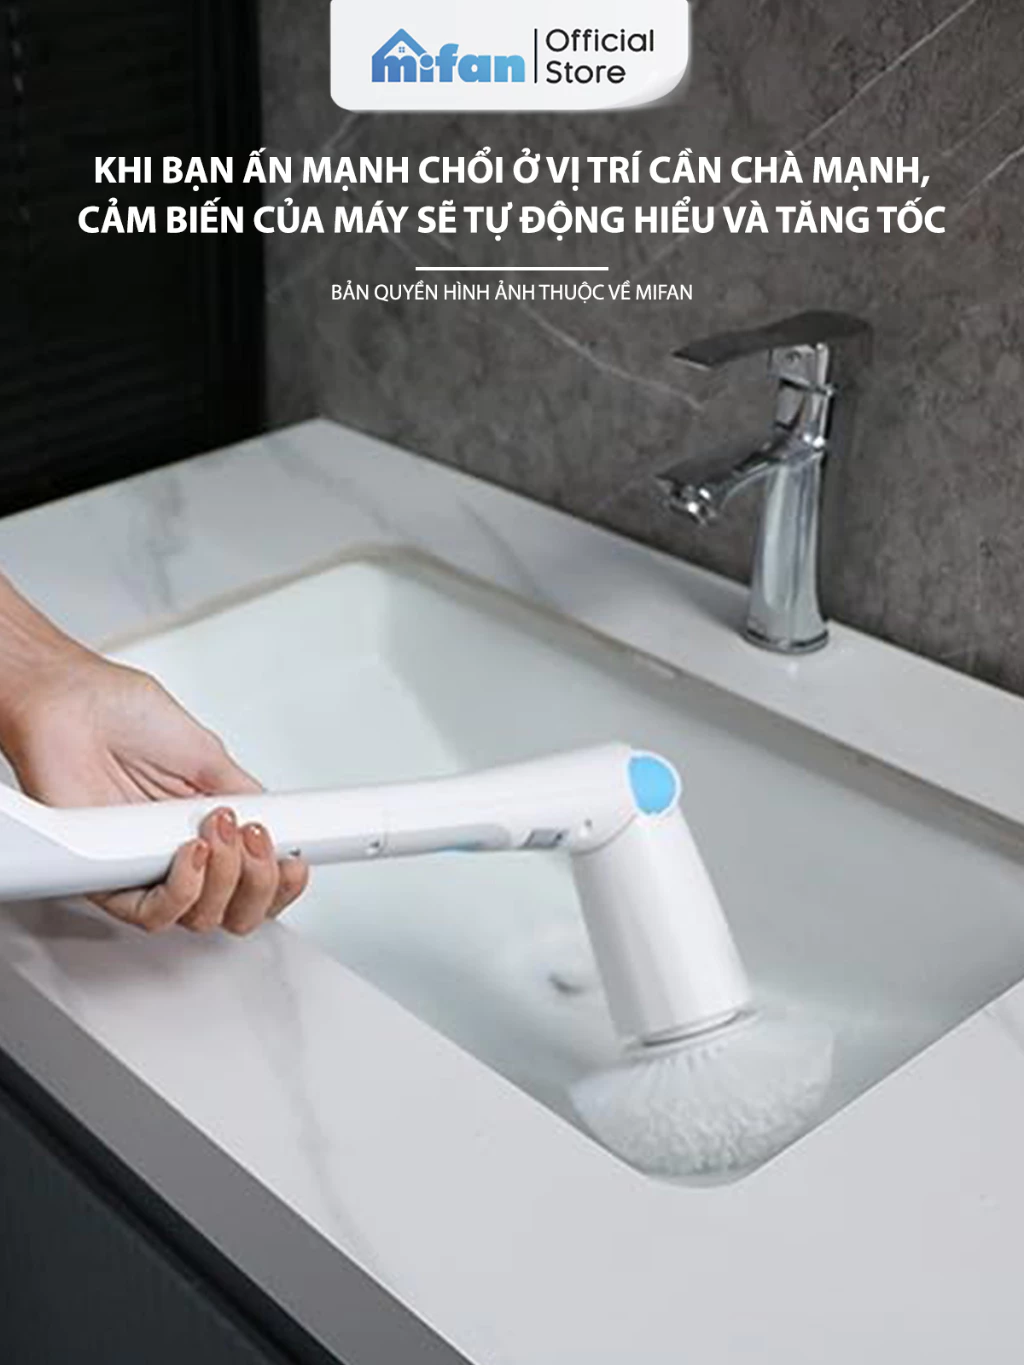 mifan
Official
Store
KHI BẠN ẤN MẠNH CHỔI Ở VỊ TRÍ CẦN CHÀ MẠNH,
CẢM BIẾN CỦA MÁY SẼ TỰ ĐỘNG HIỂU VÀ TĂNG TỐC
BẢN QUYỀN HÌNH ẢNH THUỘC VỀ MIFAN